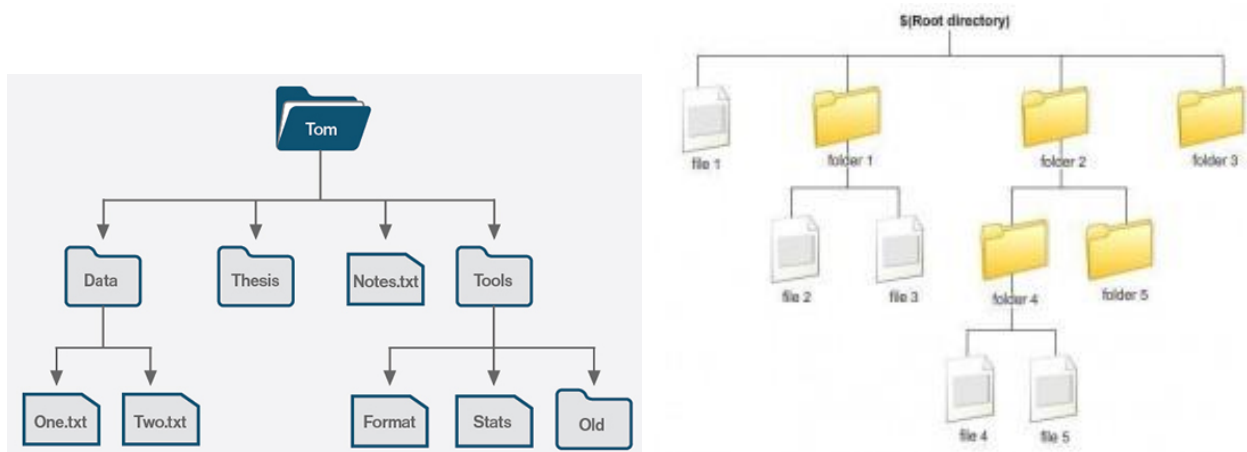 Tom
Data
Thesis
Notes.txt
Tools
One.txt
Two.txt
Format
Stats
Old
$(Root directory)
file 1
folder 1
folder 2
folder 3
file 2
file 3
folder 4
folder 5
file 4
file 5